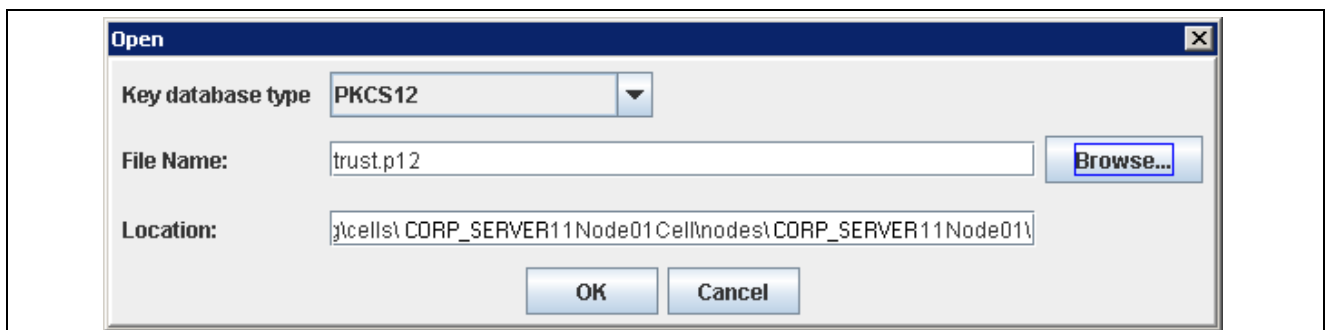 Open
Key database type PKCS12
File Name: trust.p12 Browse...
Location: g\cells\ CORP_SERVER11Node01Cell\nodes\ CORP_SERVER11Node01\
OK Cancel